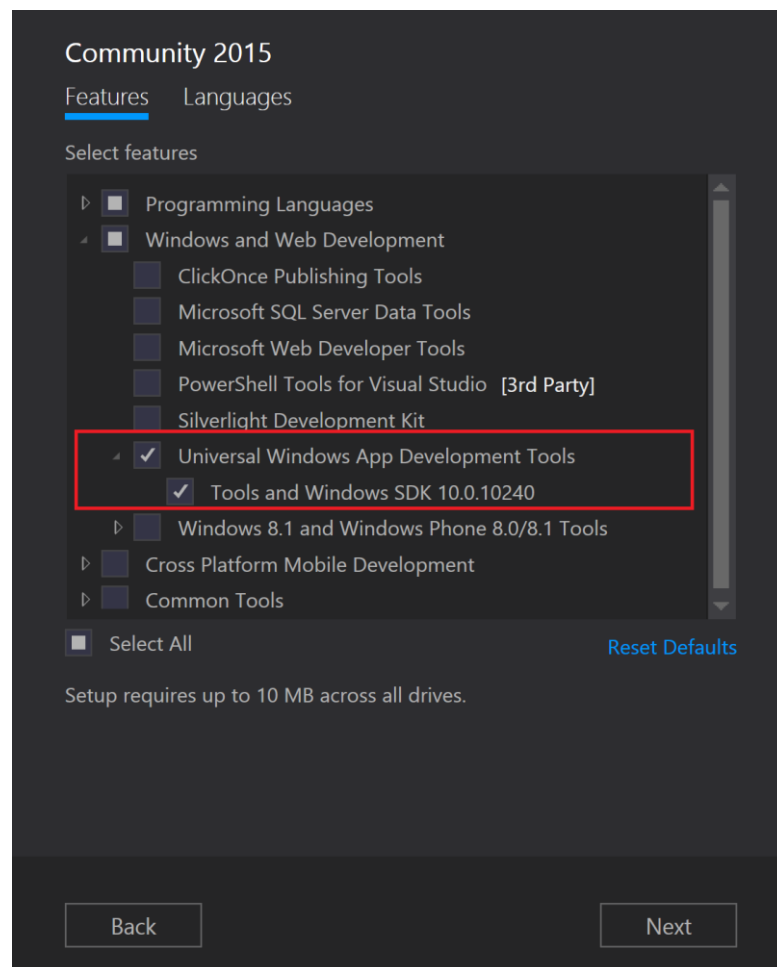 Community 2015
Features Languages
Select features
Programming Languages
Windows and Web Development
ClickOnce Publishing Tools
Microsoft SQL Server Data Tools
Microsoft Web Developer Tools
PowerShell Tools for Visual Studio [3rd Party]
Silverlight Development Kit
Universal Windows App Development Tools
Tools and Windows SDK 10.0.10240
Windows 8.1 and Windows Phone 8.0/8.1 Tools
Cross Platform Mobile Development
Common Tools
Select All Reset Defaults
Setup requires up to 10 MB across all drives.
Back Next